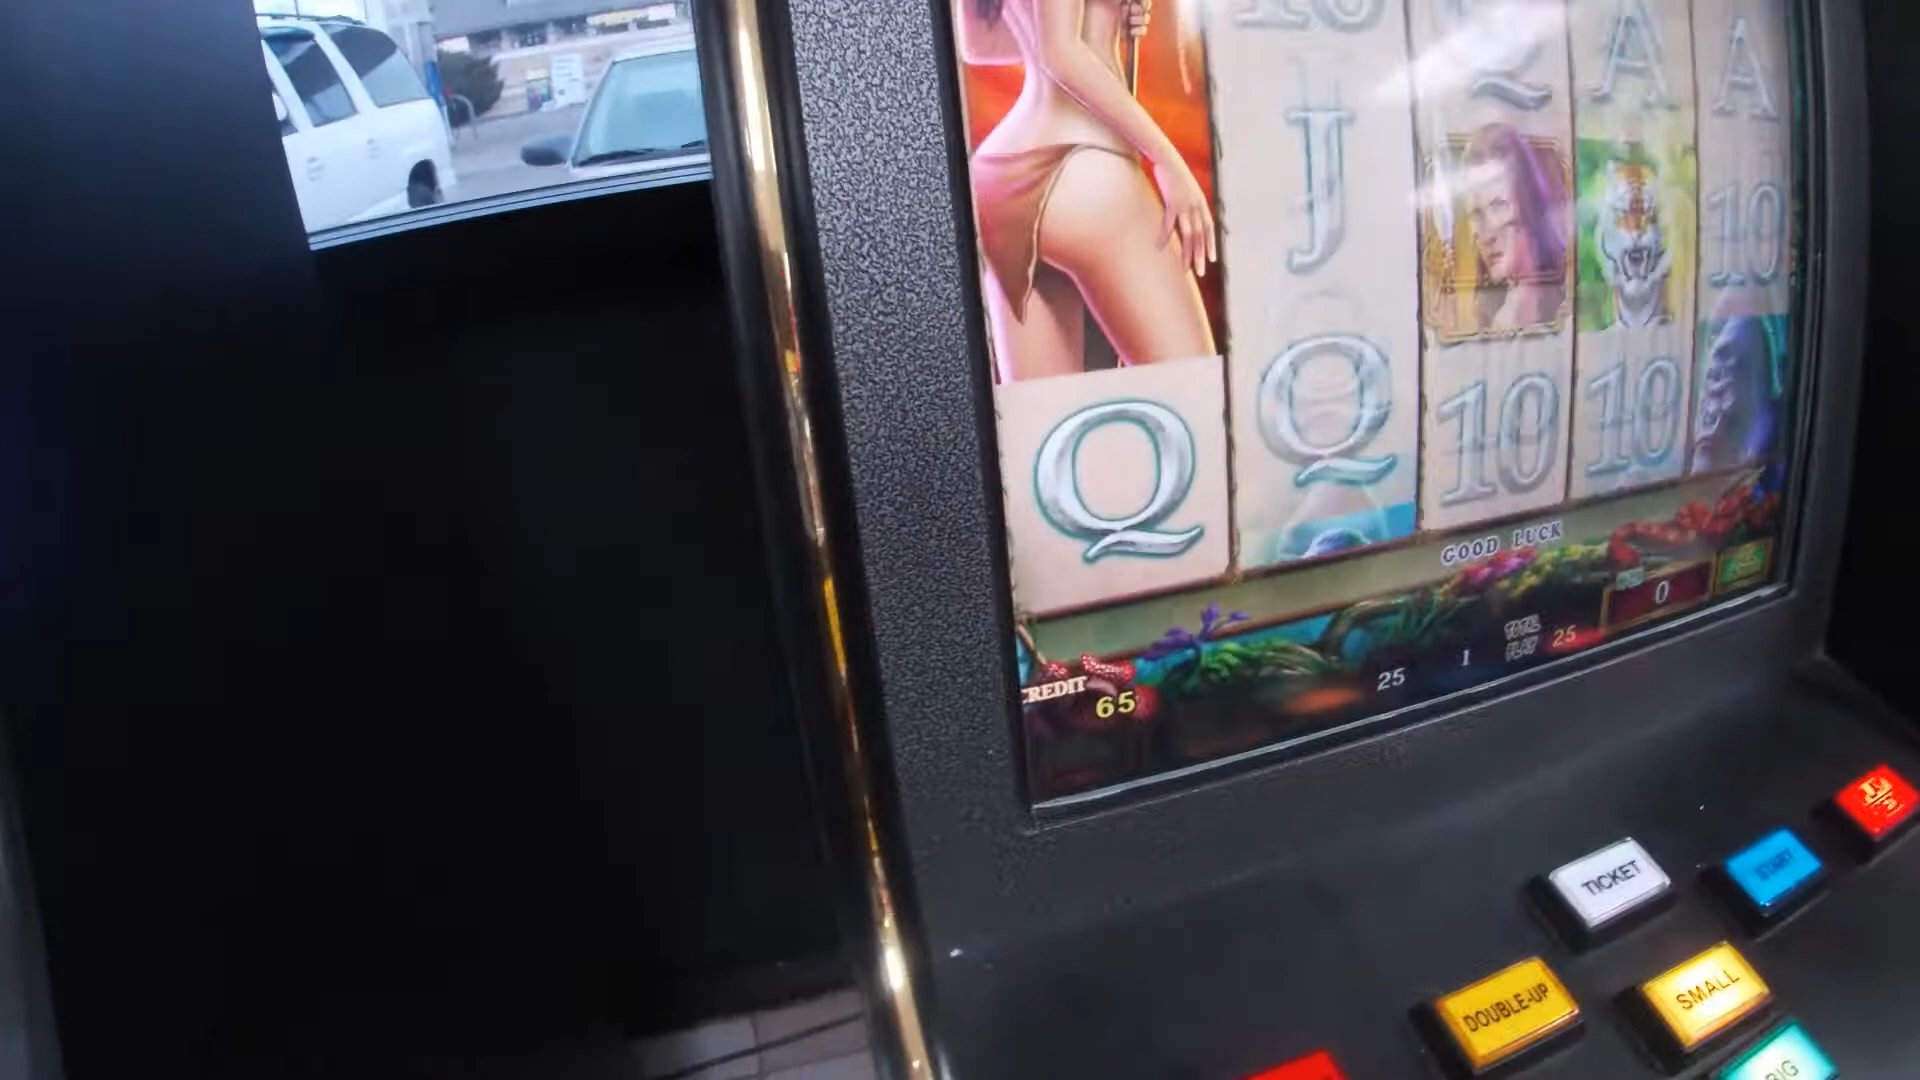 10 Q A A
J
10
Q Q 10 10
GOOD LUCK
0
CREDIT 65 25 1 TOTAL PLAY 25
TICKET START
DOUBLE-UP SMALL
BIG